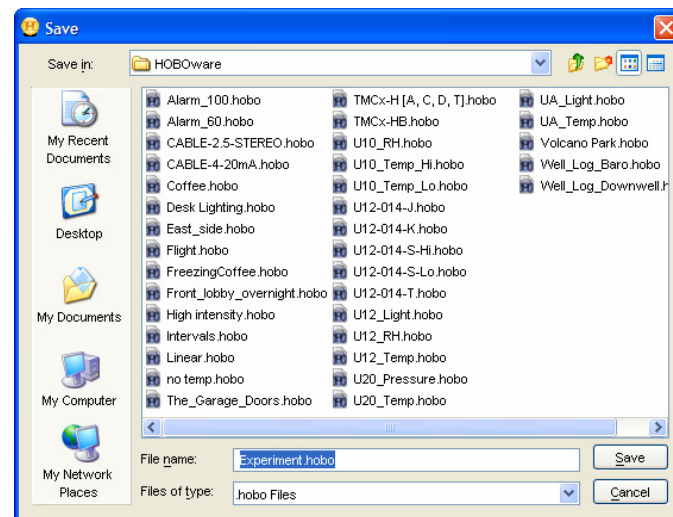 Save
Save in:
HOBOware
My Recent
Documents
Desktop
My Documents
My Computer
My Network
Places
Alarm_100.hobo
Alarm_60.hobo
CABLE-2.5-STEREO.hobo
CABLE-4-20mA.hobo
Coffee.hobo
Desk Lighting.hobo
East_side.hobo
Flight.hobo
FreezingCoffee.hobo
Front_lobby_overnight.hobo
High intensity.hobo
Intervals.hobo
Linear.hobo
no temp.hobo
The_Garage_Doors.hobo
TMCx-H [A, C, D, T].hobo
TMCx-HB.hobo
U10_RH.hobo
U10_Temp_Hi.hobo
U10_Temp_Lo.hobo
U12-014-J.hobo
U12-014-K.hobo
U12-014-S-Hi.hobo
U12-014-S-Lo.hobo
U12-014-T.hobo
U12_Light.hobo
U12_RH.hobo
U12_Temp.hobo
U20_Pressure.hobo
U20_Temp.hobo
UA_Light.hobo
UA_Temp.hobo
Volcano Park.hobo
Well_Log_Baro.hobo
Well_Log_Downwell.h
File name:
Experiment.hobo
Save
Files of type:
.hobo Files
Cancel